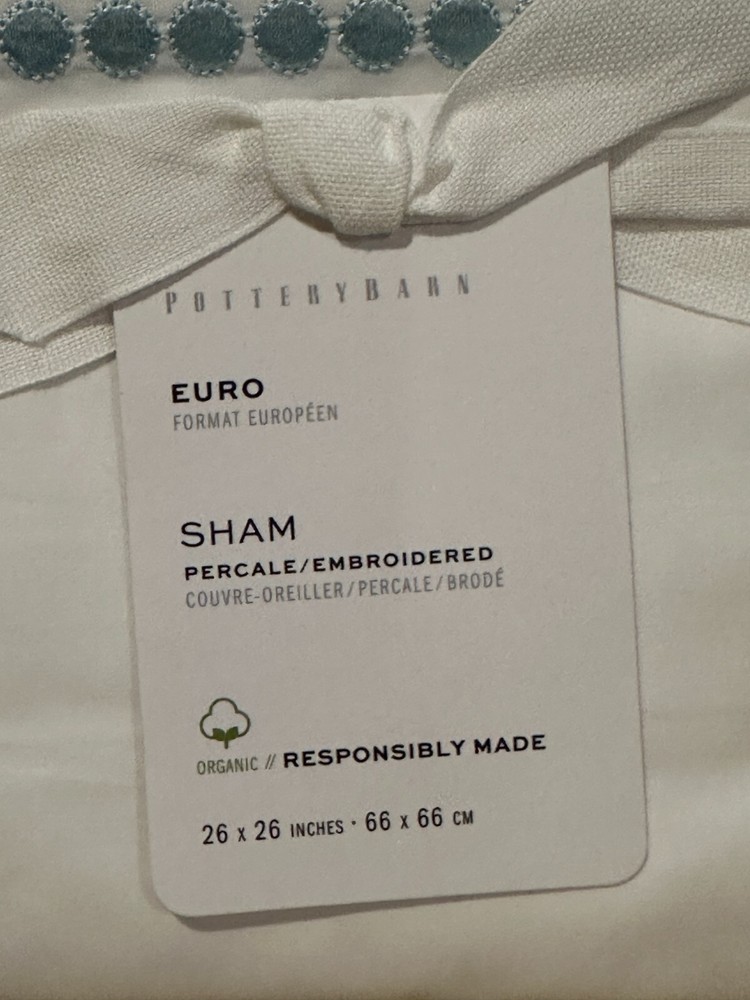 POTTERYBARN
EURO
FORMAT EUROPÉEN
SHAM
PERCALE/EMBROIDERED
COUVRE-OREILLER/PERCALE/BRODÉ
ORGANIC // RESPONSIBLY MADE
26 x 26 INCHES · 66 x 66 CM